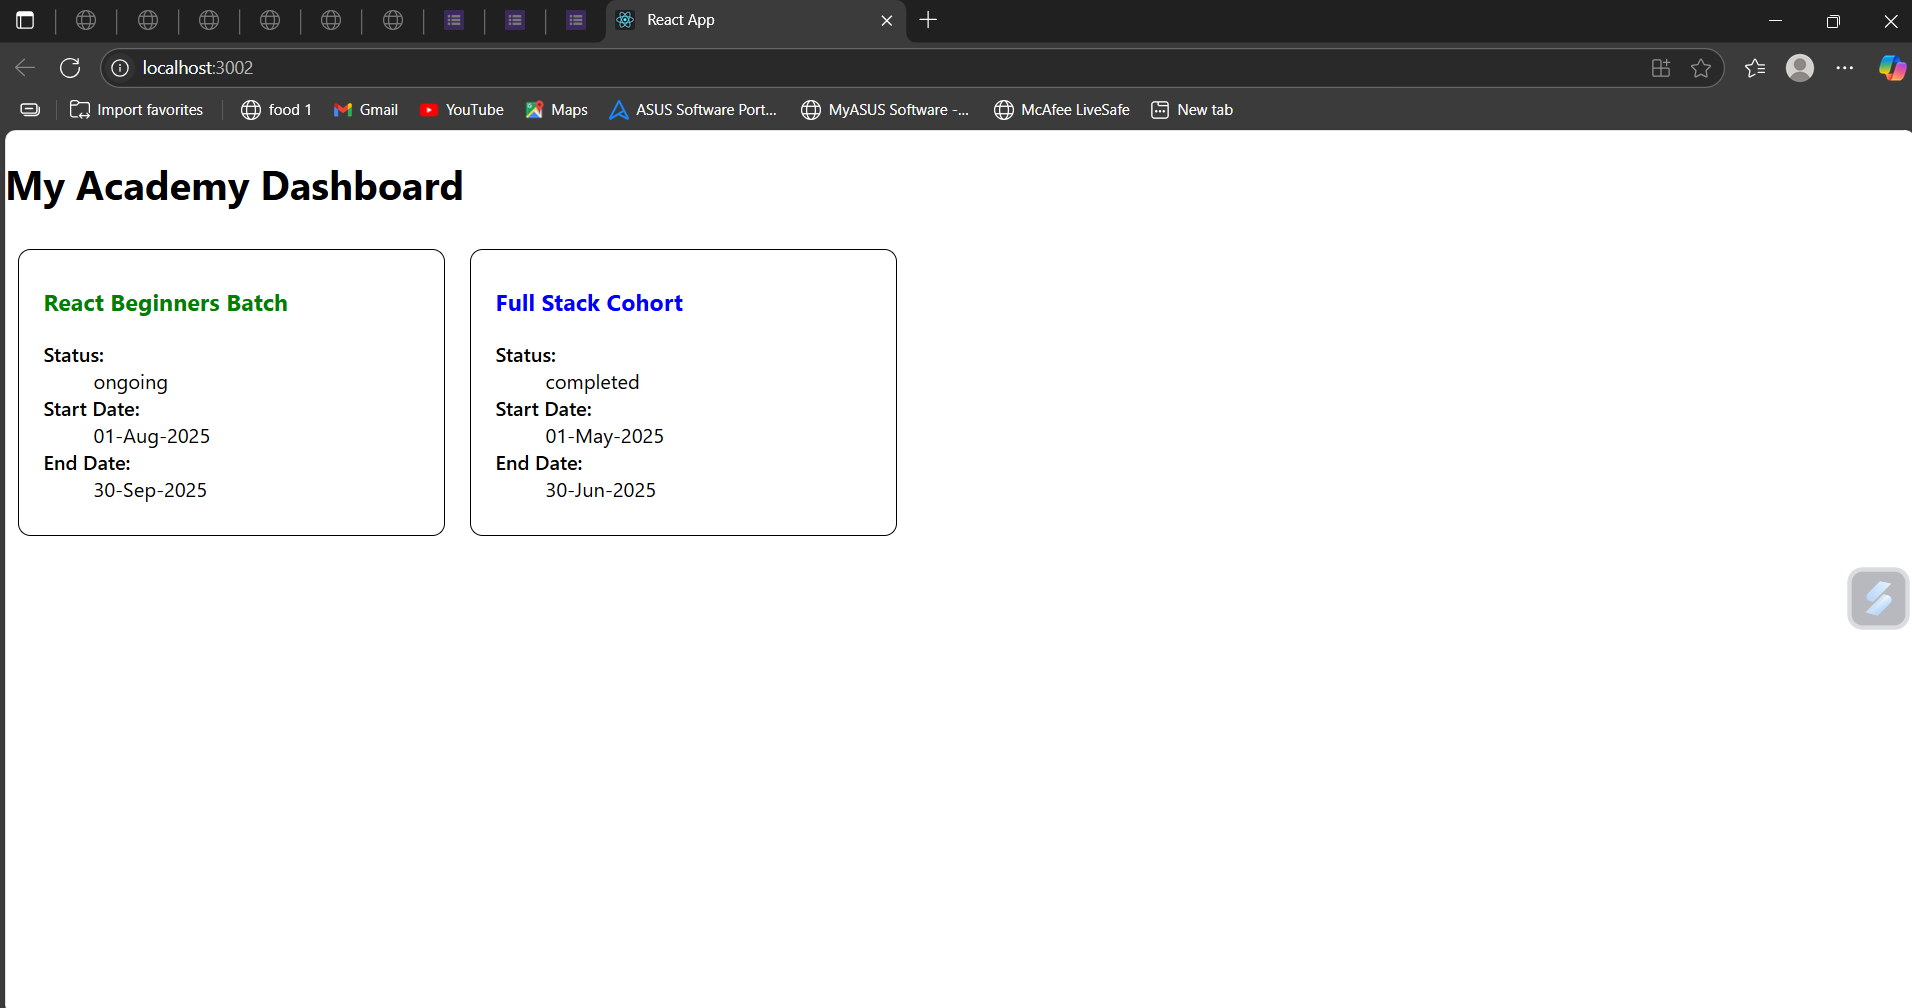 React App
localhost:3002
Import favorites food 1 Gmail YouTube Maps ASUS Software Port... MyASUS Software -... McAfee LiveSafe New tab
My Academy Dashboard
React Beginners Batch
Status:
ongoing
Start Date:
01-Aug-2025
End Date:
30-Sep-2025
Full Stack Cohort
Status:
completed
Start Date:
01-May-2025
End Date:
30-Jun-2025